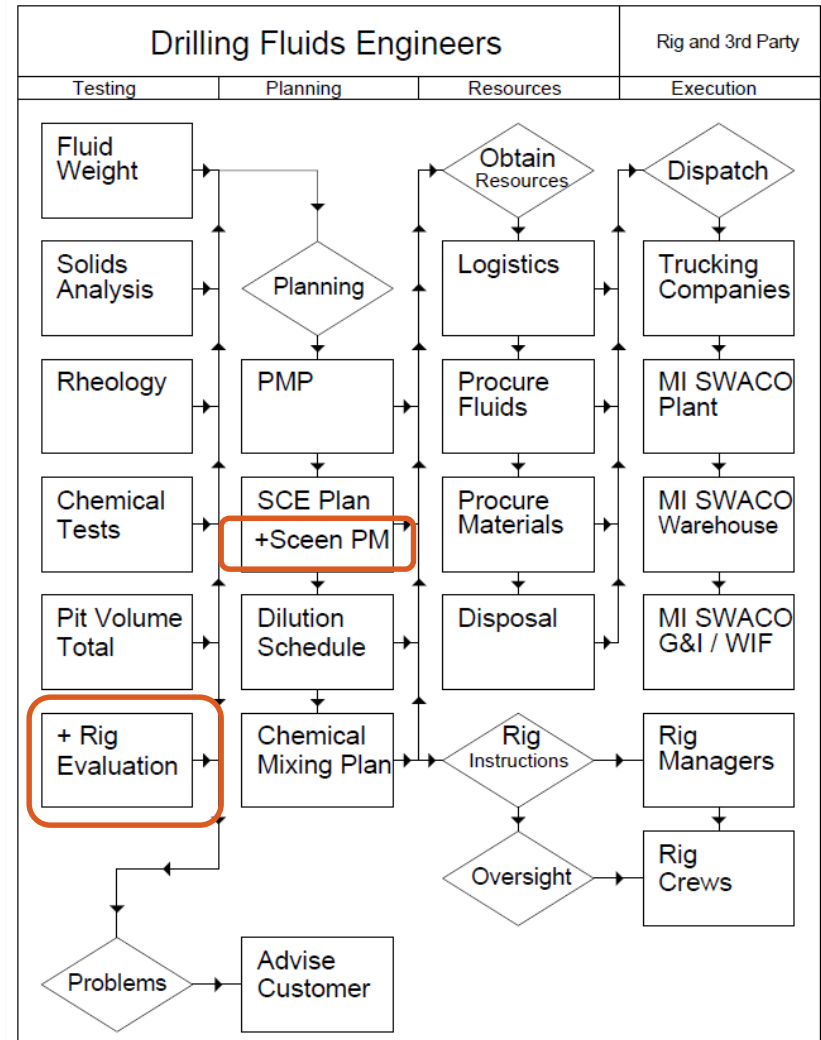 Drilling Fluids Engineers
Rig and 3rd Party
Testing
Planning
Resources
Execution
Fluid
Weight
Solids
Analysis
Rheology
Chemical
Tests
Pit Volume
Total
+ Rig
Evaluation
Problems
Planning
PMP
SCE Plan
+Sceen PM
Dilution
Schedule
Chemical
Mixing Plan
Advise
Customer
Obtain
Resources
Logistics
Procure
Fluids
Procure
Materials
Disposal
Rig
Instructions
Oversight
Dispatch
Trucking
Companies
MI SWACO
Plant
MI SWACO
Warehouse
MI SWACO
G&I / WIF
Rig
Managers
Rig
Crews